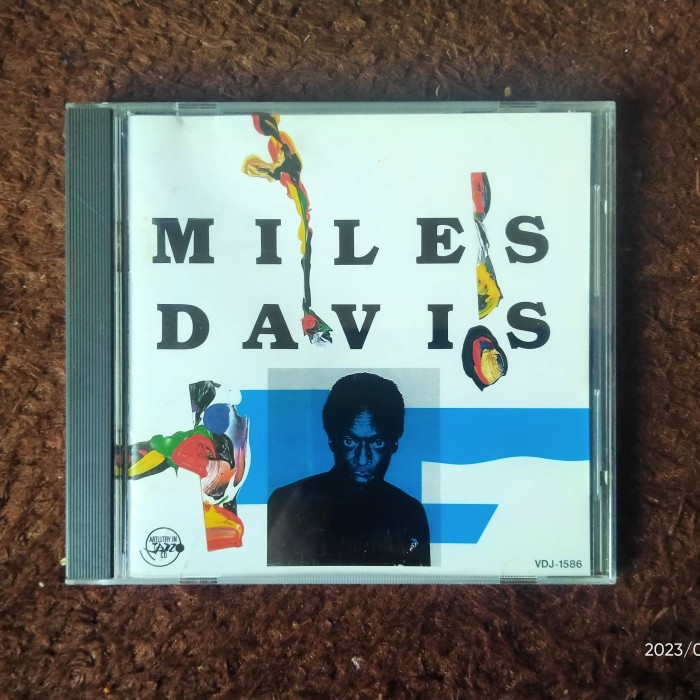 MILES
DAVIS
ARTISTRY IN
JAZZ
CD
VDJ-1586
2023/0